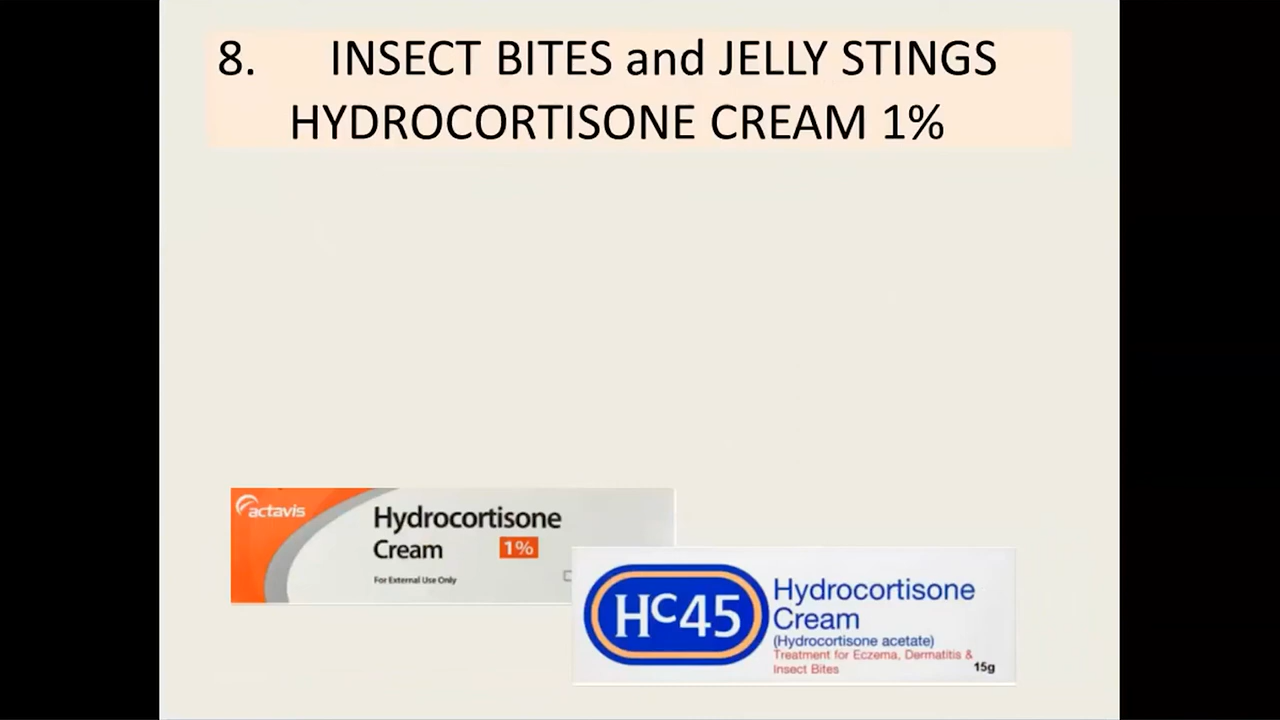 8. INSECT BITES and JELLY STINGS
HYDROCORTISONE CREAM 1%
actavis
Hydrocortisone
Cream 1%
For External Use Only
HC45
Hydrocortisone
Cream
(Hydrocortisone acetate)
Treatment for Eczema, Dermatitis &
Insect Bites
15g